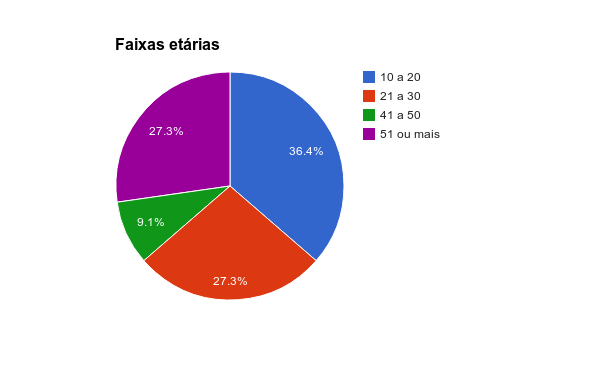 Faixas etárias
10 a 20
21 a 30
41 a 50
51 ou mais
27.3%
36.4%
9.1%
27.3%